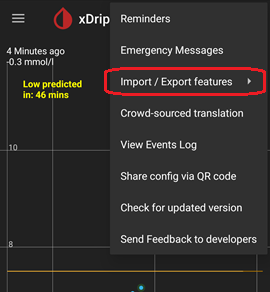 xDrip
4 Minutes ago
-0.3 mmol/l
Low predicted
in: 46 mins
10
8
Reminders
Emergency Messages
Import / Export features
Crowd-sourced translation
View Events Log
Share config via QR code
Check for updated version
Send Feedback to developers